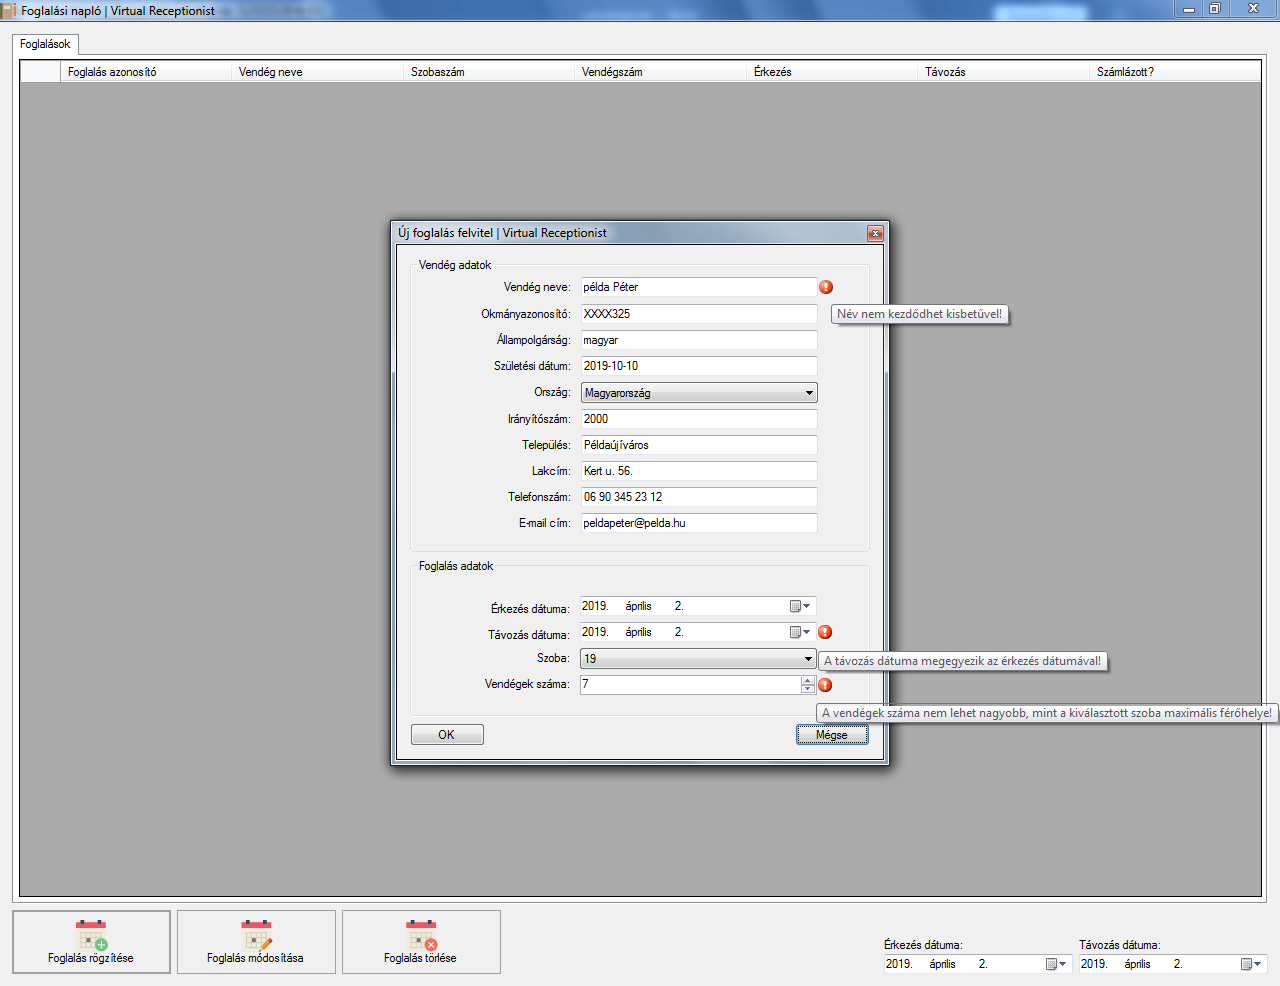 Foglalási napló | Virtual Receptionist
Foglalások
Foglalás azonosító Vendég neve Szobaszám Vendégszám Érkezés Távozás Számlázott?
Új foglalás felvitel | Virtual Receptionist
Vendég adatok
Vendég neve: példa Péter
Okmányazonosító: XXXX325
Név nem kezdődhet kisbetűvel!
Állampolgárság: magyar
Születési dátum: 2019-10-10
Ország: Magyarország
Irányítószám: 2000
Település: Példaújíváros
Lakcím: Kert u. 56.
Telefonszám: 06 90 345 23 12
E-mail cím: peldapeter@pelda.hu
Foglalás adatok
Érkezés dátuma: 2019. április 2.
Távozás dátuma: 2019. április 2.
Szoba: 19
A távozás dátuma megegyezik az érkezés dátumával!
Vendégek száma: 7
A vendégek száma nem lehet nagyobb, mint a kiválasztott szoba maximális férőhelye!
OK Mégse
Foglalás rögzítése Foglalás módosítása Foglalás törlése
Érkezés dátuma: Távozás dátuma:
2019. április 2. 2019. április 2.